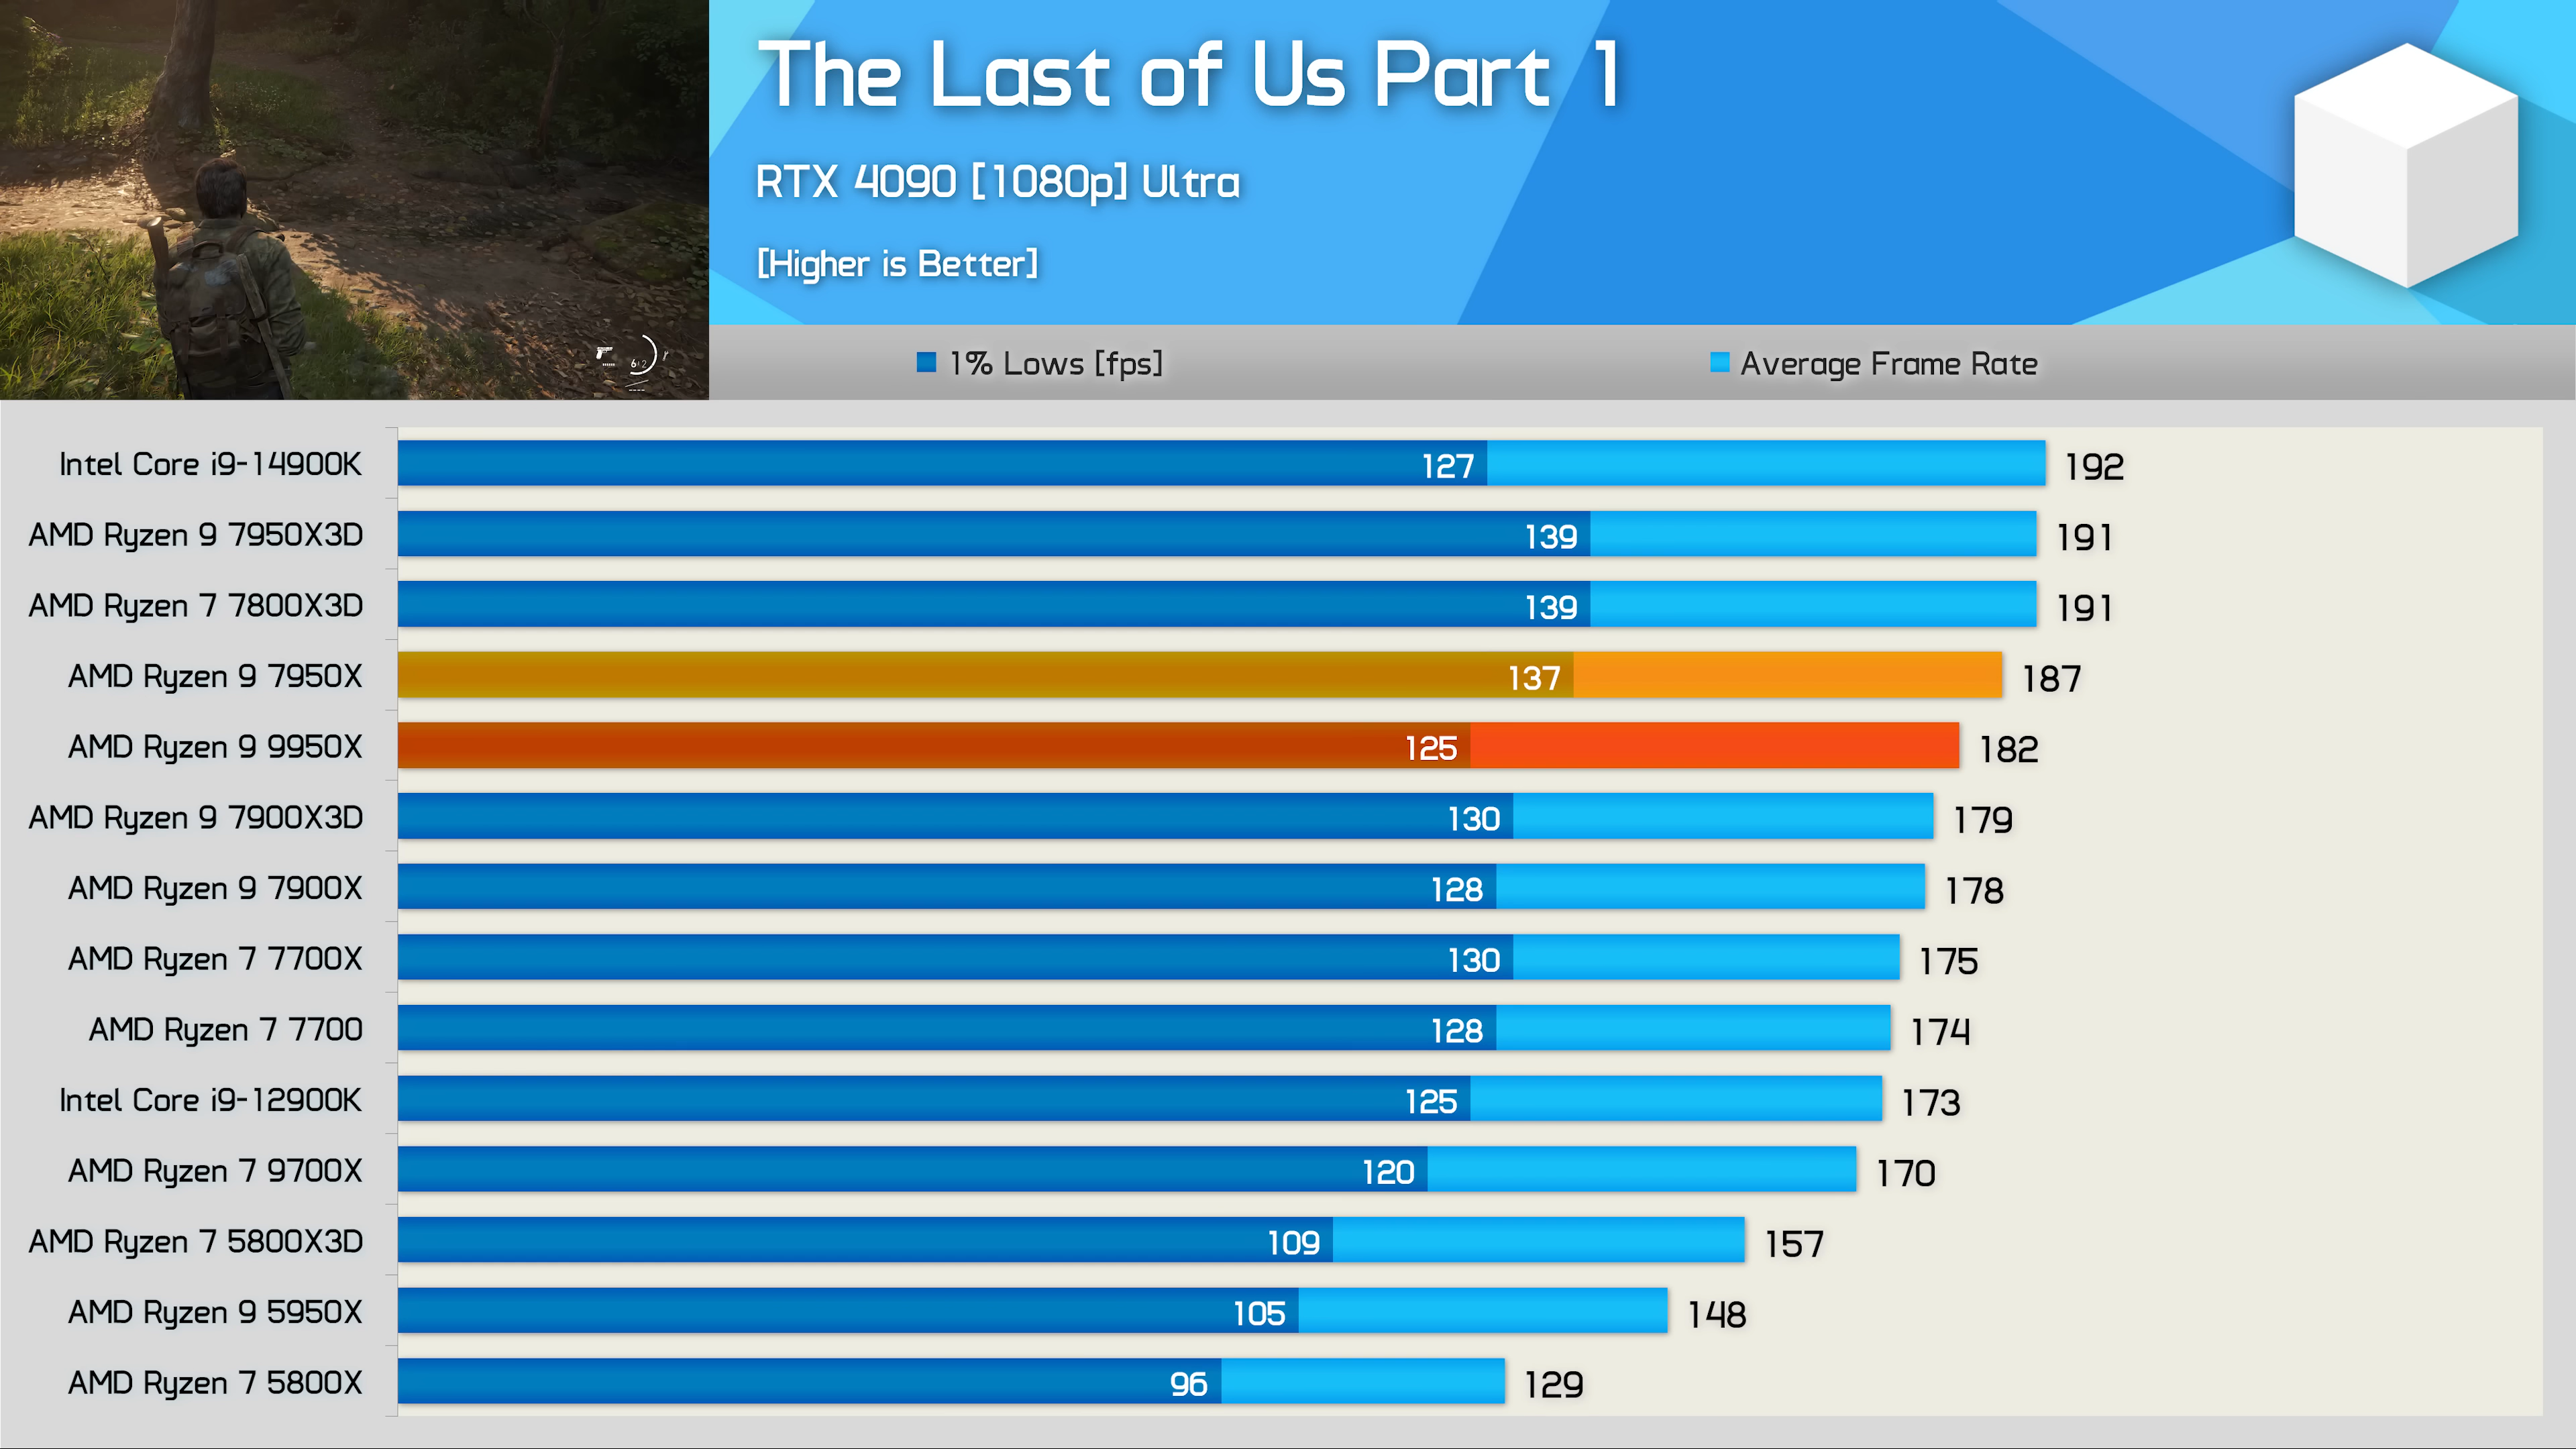 The Last of Us Part 1
RTX 4090 [1080p] Ultra
[Higher is Better]
1% Lows [fps]
Average Frame Rate
Intel Core i9-14900K 127 192
AMD Ryzen 9 7950X3D 139 191
AMD Ryzen 7 7800X3D 139 191
AMD Ryzen 9 7950X 137 187
AMD Ryzen 9 9950X 125 182
AMD Ryzen 9 7900X3D 130 179
AMD Ryzen 9 7900X 128 178
AMD Ryzen 7 7700X 130 175
AMD Ryzen 7 7700 128 174
Intel Core i9-12900K 125 173
AMD Ryzen 7 9700X 120 170
AMD Ryzen 7 5800X3D 109 157
AMD Ryzen 9 5950X 105 148
AMD Ryzen 7 5800X 96 129